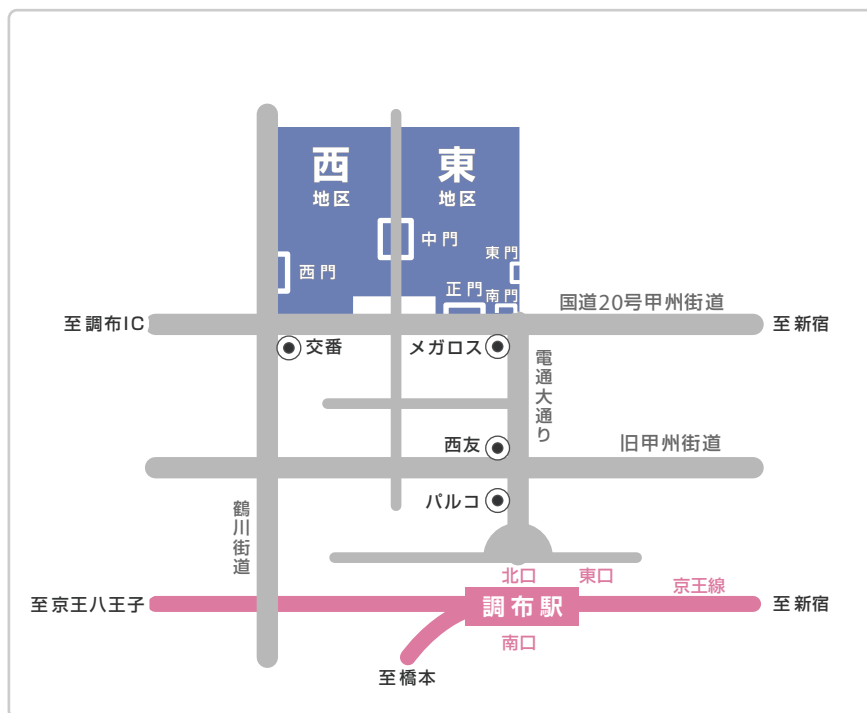 西
地区
東
地区
中門
東門
西門
正門
南門
国道20号甲州街道
至調布IC
至新宿
交番
メガロス
電通大通り
西友
旧甲州街道
パルコ
鶴川街道
北口
東口
京王線
至京王八王子
調布駅
至新宿
南口
至橋本